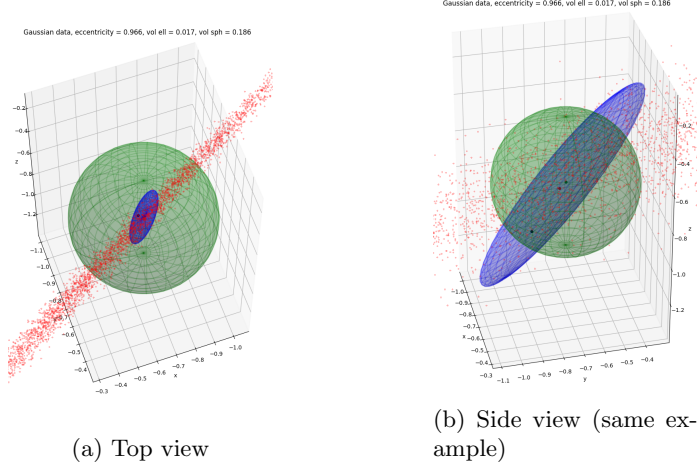 Gaussian data, eccentricity = 0.966, vol ell = 0.017, vol sph = 0.186
z
−0.2
−0.4
−0.6
−0.8
−1.0
−1.2
−1.1
−1.0
−0.9
−0.8
−0.7
−0.6
−0.5
−0.4
−0.3 −0.4 −0.5 −0.6 −0.7 −0.8 −0.9 −1.0
x
(a) Top view
Gaussian data, eccentricity = 0.966, vol ell = 0.017, vol sph = 0.186
−0.2
−0.4
−0.6
z
−0.8
−1.0
−1.2
−1.0
−0.9
−0.8
−0.7
x
−0.6
−0.5
−0.4
−0.3
−1.1 −1.0 −0.9 −0.8 −0.7 −0.6 −0.5 −0.4
y
(b) Side view (same ex-
ample)